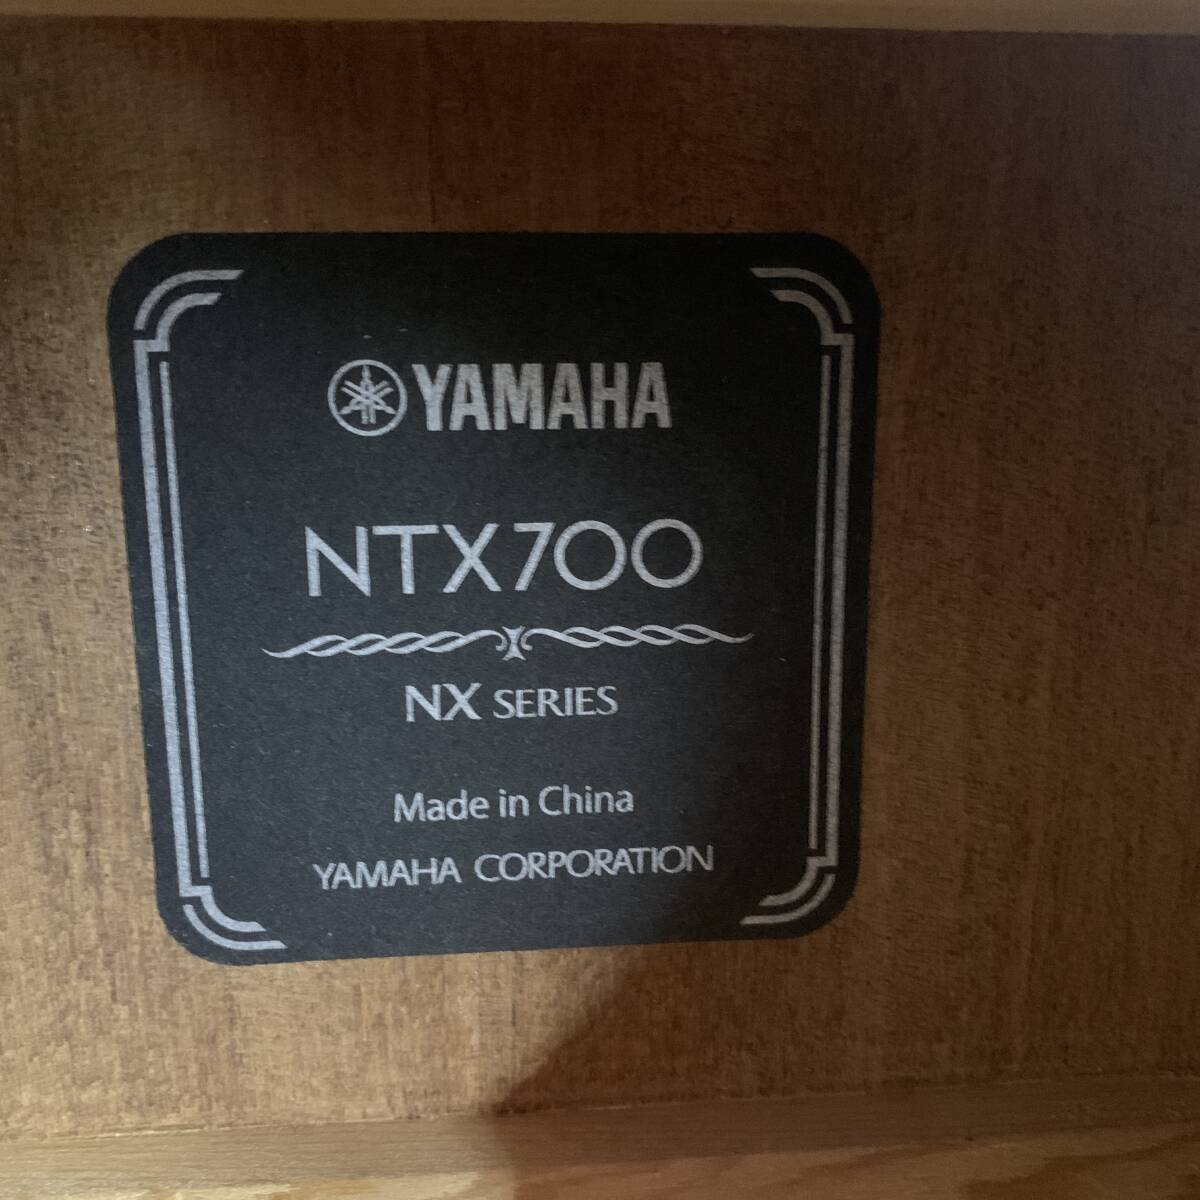 YAMAHA
NTX700
NX SERIES
Made in China
YAMAHA CORPORATION